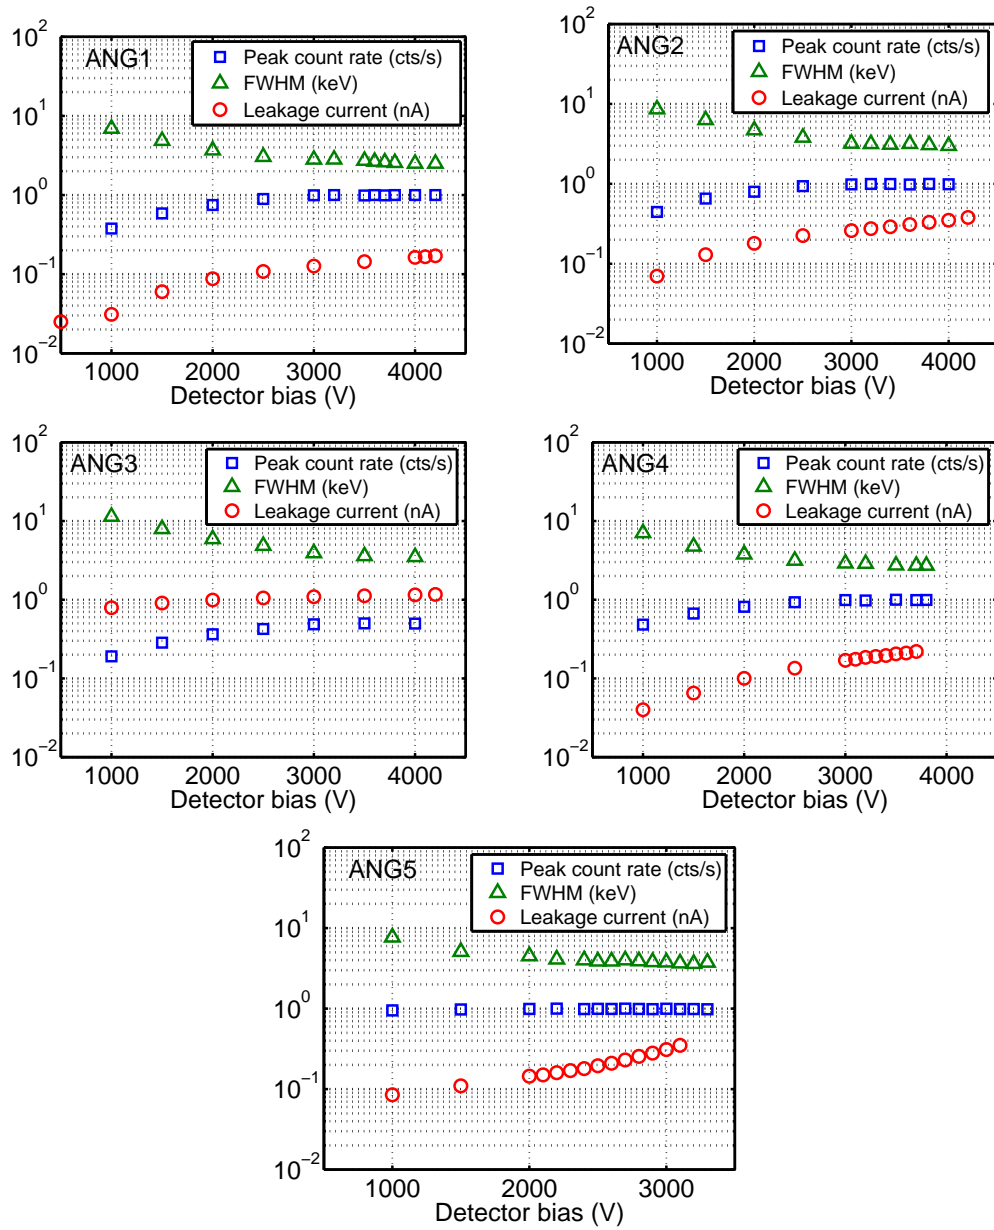 ANG1
Peak count rate (cts/s)
FWHM (keV)
Leakage current (nA)
10^2
10^1
10^0
10^−1
10^−2
1000 2000 3000 4000
Detector bias (V)
ANG2
Peak count rate (cts/s)
FWHM (keV)
Leakage current (nA)
10^2
10^1
10^0
10^−1
10^−2
1000 2000 3000 4000
Detector bias (V)
ANG3
Peak count rate (cts/s)
FWHM (keV)
Leakage current (nA)
10^2
10^1
10^0
10^−1
10^−2
1000 2000 3000 4000
Detector bias (V)
ANG4
Peak count rate (cts/s)
FWHM (keV)
Leakage current (nA)
10^2
10^1
10^0
10^−1
10^−2
1000 2000 3000 4000
Detector bias (V)
ANG5
Peak count rate (cts/s)
FWHM (keV)
Leakage current (nA)
10^2
10^1
10^0
10^−1
10^−2
1000 2000 3000
Detector bias (V)